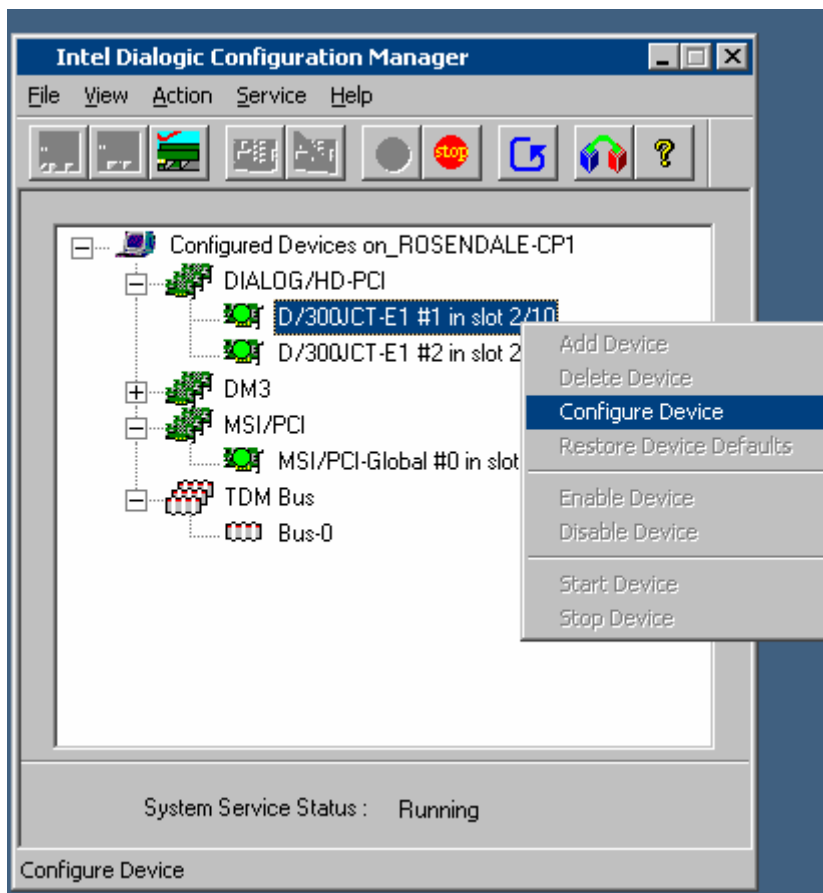 Intel Dialogic Configuration Manager
File View Action Service Help
stop
?
Configured Devices on_ROSENDALE-CP1
DIALOG/HD-PCI
D/300JCT-E1 #1 in slot 2/10
D/300JCT-E1 #2 in slot 2
DM3
MSI/PCI
MSI/PCI-Global #0 in slot
TDM Bus
Bus-0
Add Device
Delete Device
Configure Device
Restore Device Defaults
Enable Device
Disable Device
Start Device
Stop Device
System Service Status : Running
Configure Device